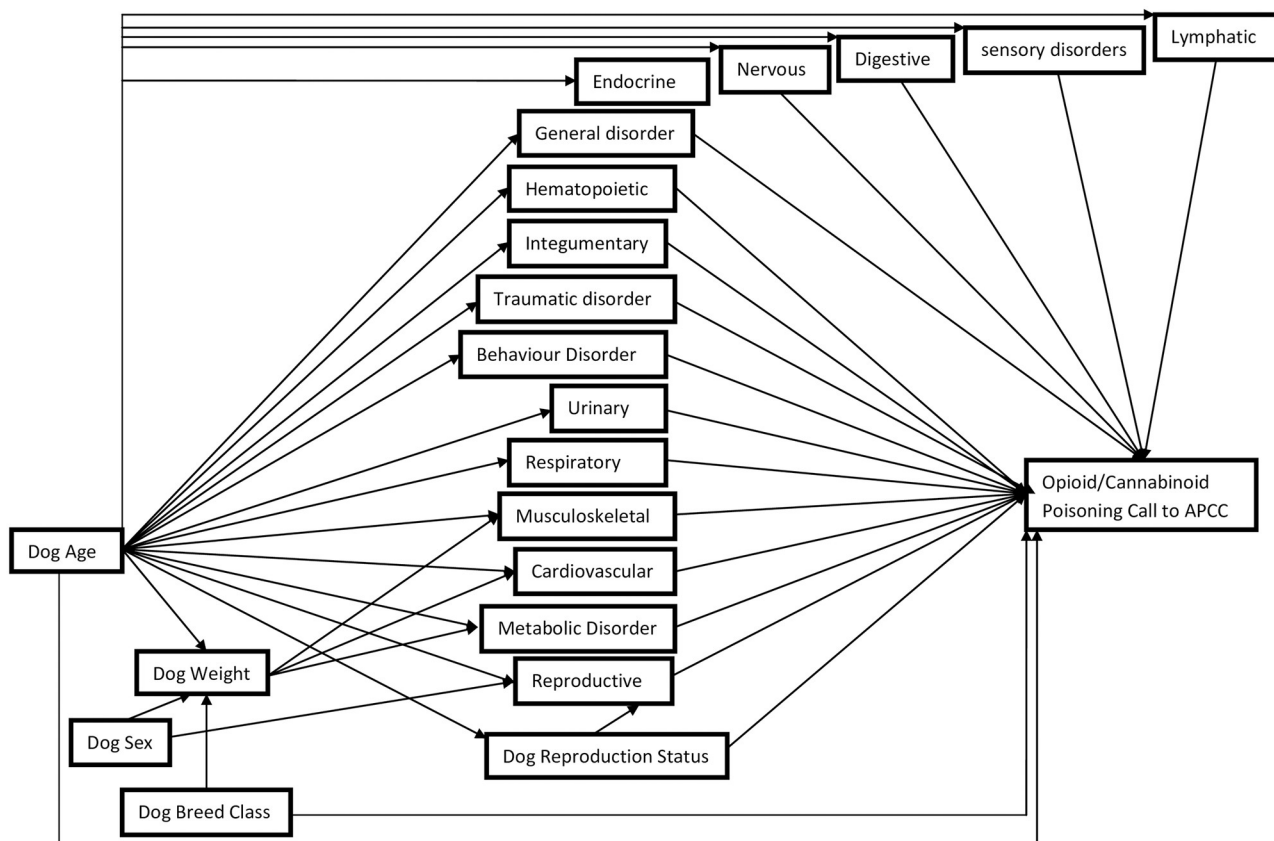 Lymphatic
sensory disorders
Digestive
Nervous
Endocrine
General disorder
Hematopoietic
Integumentary
Traumatic disorder
Behaviour Disorder
Urinary
Respiratory
Musculoskeletal
Cardiovascular
Metabolic Disorder
Reproductive
Dog Reproduction Status
Dog Age
Dog Weight
Dog Sex
Dog Breed Class
Opioid/Cannabinoid
Poisoning Call to APCC